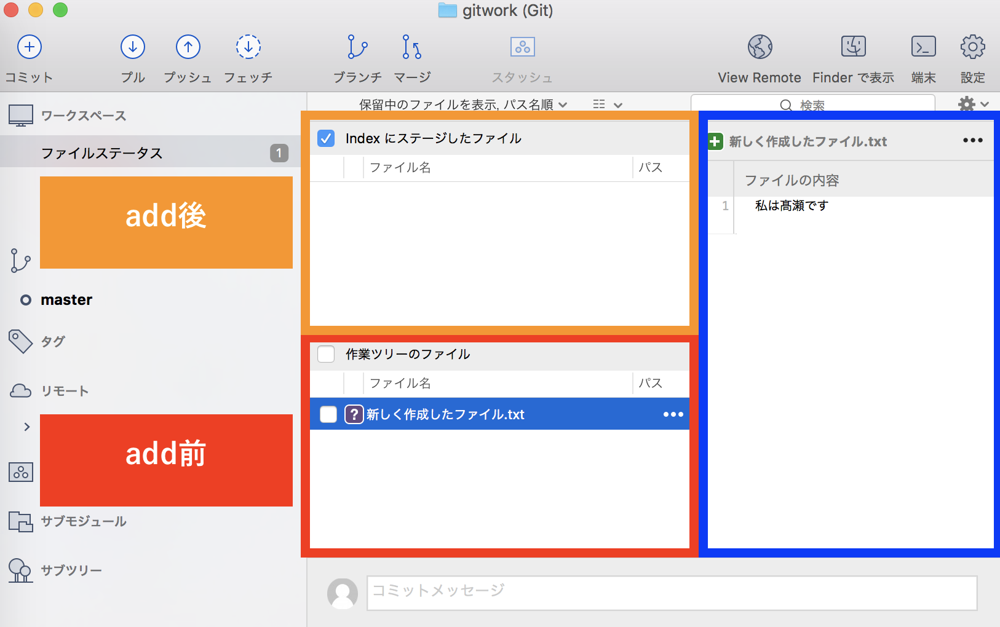 gitwork (Git)
コミット
プル
プッシュ
フェッチ
ブランチ
マージ
スタッシュ
View Remote
Finder で表示
端末
設定
ワークスペース
ファイルステータス 1
add後
master
タグ
リモート
add前
サブモジュール
サブツリー
保留中のファイルを表示, パス名順
検索
Index にステージしたファイル
ファイル名 パス
作業ツリーのファイル
ファイル名 パス
? 新しく作成したファイル.txt
新しく作成したファイル.txt
ファイルの内容
1 私は髙瀬です
コミットメッセージ